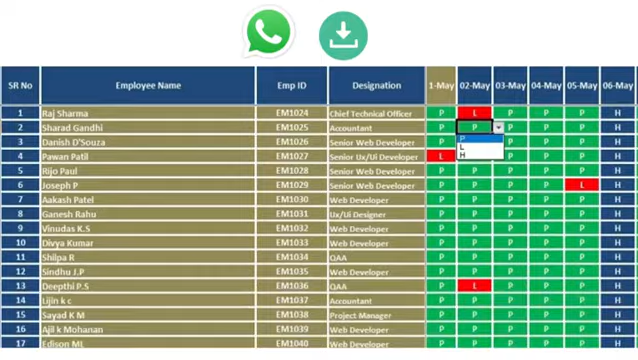 SR No Employee Name Emp ID Designation 1-May 02-May 03-May 04-May 05-May 06-May
1 Raj Sharma EM1024 Chief Technical Officer P L P P P H
2 Sharad Gandhi EM1025 Accountant P P P P P H
P
L
H
3 Danish D'Souza EM1026 Senior Web Developer P P P P H
4 Pawan Patil EM1027 Senior Ux/Ui Developer L P P P H
5 Rijo Paul EM1028 Senior Web Developer P P P P P H
6 Joseph P EM1029 Senior Web Developer P P P P L H
7 Aakash Patel EM1030 Web Developer P P P P P H
8 Ganesh Rahu EM1031 Ux/Ui Designer P P P P P H
9 Vinudas K.S EM1032 Web Developer P P P P P H
10 Divya Kumar EM1033 Web Developer P P P P P H
11 Shilpa R EM1034 QAA P P P P P H
12 Sindhu J.P EM1035 Web Developer P P P P P H
13 Deepthi P.S EM1036 QAA P L P P P H
14 Lijin k c EM1037 Accountant P P P P P H
15 Sayad K M EM1038 Project Manager P P P P P H
16 Ajil k Mohanan EM1039 Web Developer P P P P P H
17 Edison ML EM1040 Web Developer P P P P P H